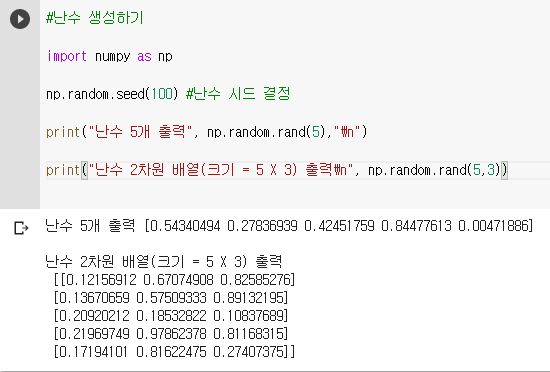 #난수 생성하기
import numpy as np
np.random.seed(100) #난수 시드 결정
print("난수 5개 출력", np.random.rand(5),"₩n")
print("난수 2차원 배열(크기 = 5 X 3) 출력₩n", np.random.rand(5,3))
난수 5개 출력 [0.54340494 0.27836939 0.42451759 0.84477613 0.00471886]
난수 2차원 배열(크기 = 5 X 3) 출력
[[0.12156912 0.67074908 0.82585276]
[0.13670659 0.57509333 0.89132195]
[0.20920212 0.18532822 0.10837689]
[0.21969749 0.97862378 0.81168315]
[0.17194101 0.81622475 0.27407375]]